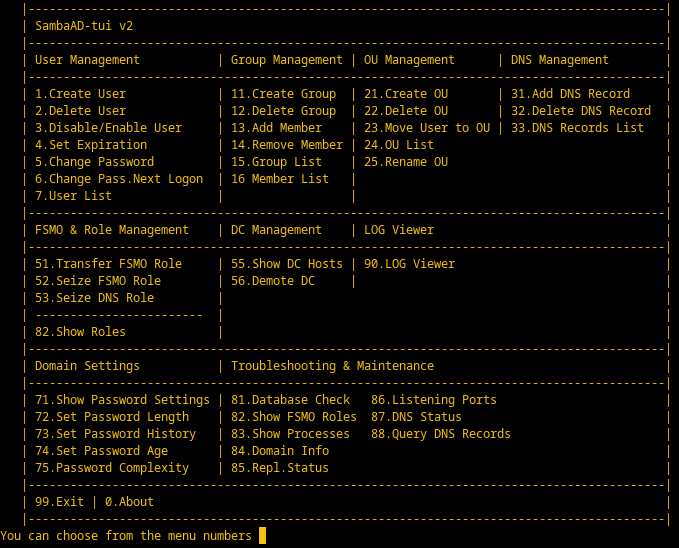 |-------------------------------------------------------------------------------------------|
| SambaAD-tui v2                                                                            |
|-------------------------------------------------------------------------------------------|
| User Management           | Group Management | OU Management      | DNS Management        |
|-------------------------------------------------------------------------------------------|
| 1.Create User             | 11.Create Group  | 21.Create OU       | 31.Add DNS Record     |
| 2.Delete User             | 12.Delete Group  | 22.Delete OU       | 32.Delete DNS Record  |
| 3.Disable/Enable User     | 13.Add Member    | 23.Move User to OU | 33.DNS Records List   |
| 4.Set Expiration          | 14.Remove Member | 24.OU List                                 |
| 5.Change Password         | 15.Group List    | 25.Rename OU                               |
| 6.Change Pass.Next Logon  | 16 Member List   |                                            |
| 7.User List               |                  |                                            |
|-------------------------------------------------------------------------------------------|
| FSMO & Role Management    | DC Management    | LOG Viewer                                 |
|-------------------------------------------------------------------------------------------|
| 51.Transfer FSMO Role     | 55.Show DC Hosts | 90.LOG Viewer                              |
| 52.Seize FSMO Role        | 56.Demote DC     |                                            |
| 53.Seize DNS Role         |                                                               |
| ------------------------  |                                                               |
| 82.Show Roles             |                                                               |
|-------------------------------------------------------------------------------------------|
| Domain Settings           | Troubleshooting & Maintenance                                 |
|-------------------------------------------------------------------------------------------|
| 71.Show Password Settings | 81.Database Check   86.Listening Ports                        |
| 72.Set Password Length    | 82.Show FSMO Roles  87.DNS Status                             |
| 73.Set Password History   | 83.Show Processes   88.Query DNS Records                      |
| 74.Set Password Age       | 84.Domain Info                                                |
| 75.Password Complexity    | 85.Repl.Status                                                |
|-------------------------------------------------------------------------------------------|
| 99.Exit | 0.About                                                                         |
|-------------------------------------------------------------------------------------------|
You can choose from the menu numbers